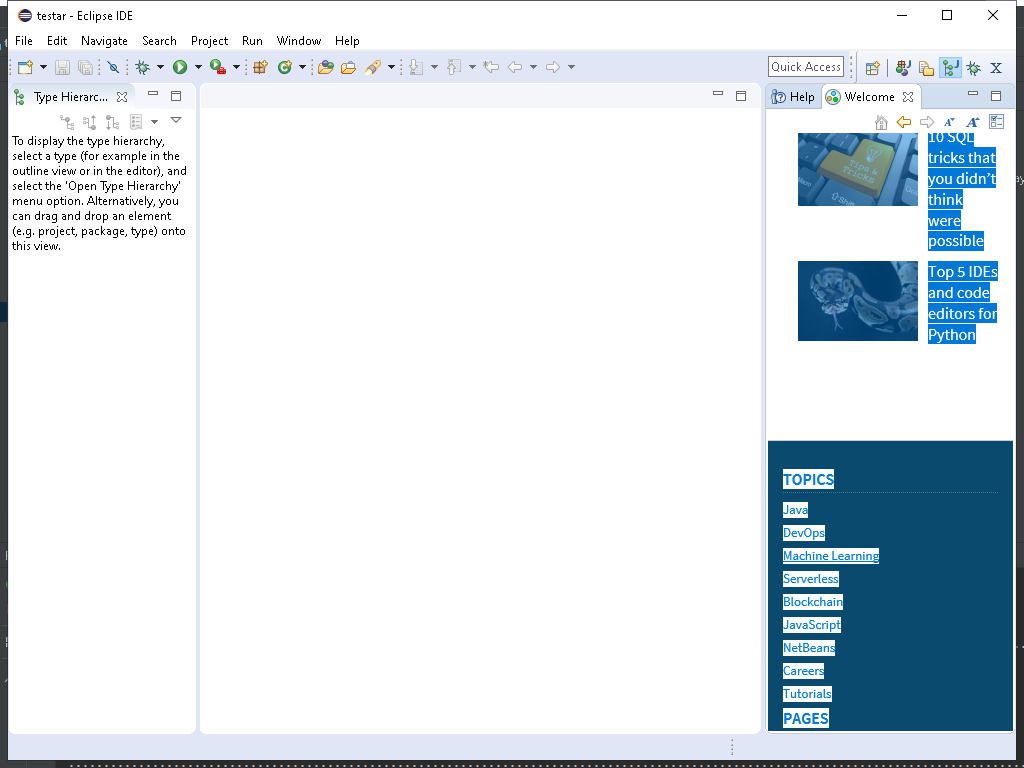 testar - Eclipse IDE
File Edit Navigate Search Project Run Window Help
Quick Access
Type Hierarc...
Help Welcome
To display the type hierarchy,
select a type (for example in the
outline view or in the editor), and
select the 'Open Type Hierarchy'
menu option. Alternatively, you
can drag and drop an element
(e.g. project, package, type) onto
this view.
Tips &
Tricks
Shift
10 SQL
tricks that
you didn’t
think
were
possible
Top 5 IDEs
and code
editors for
Python
TOPICS
Java
DevOps
Machine Learning
Serverless
Blockchain
JavaScript
NetBeans
Careers
Tutorials
PAGES